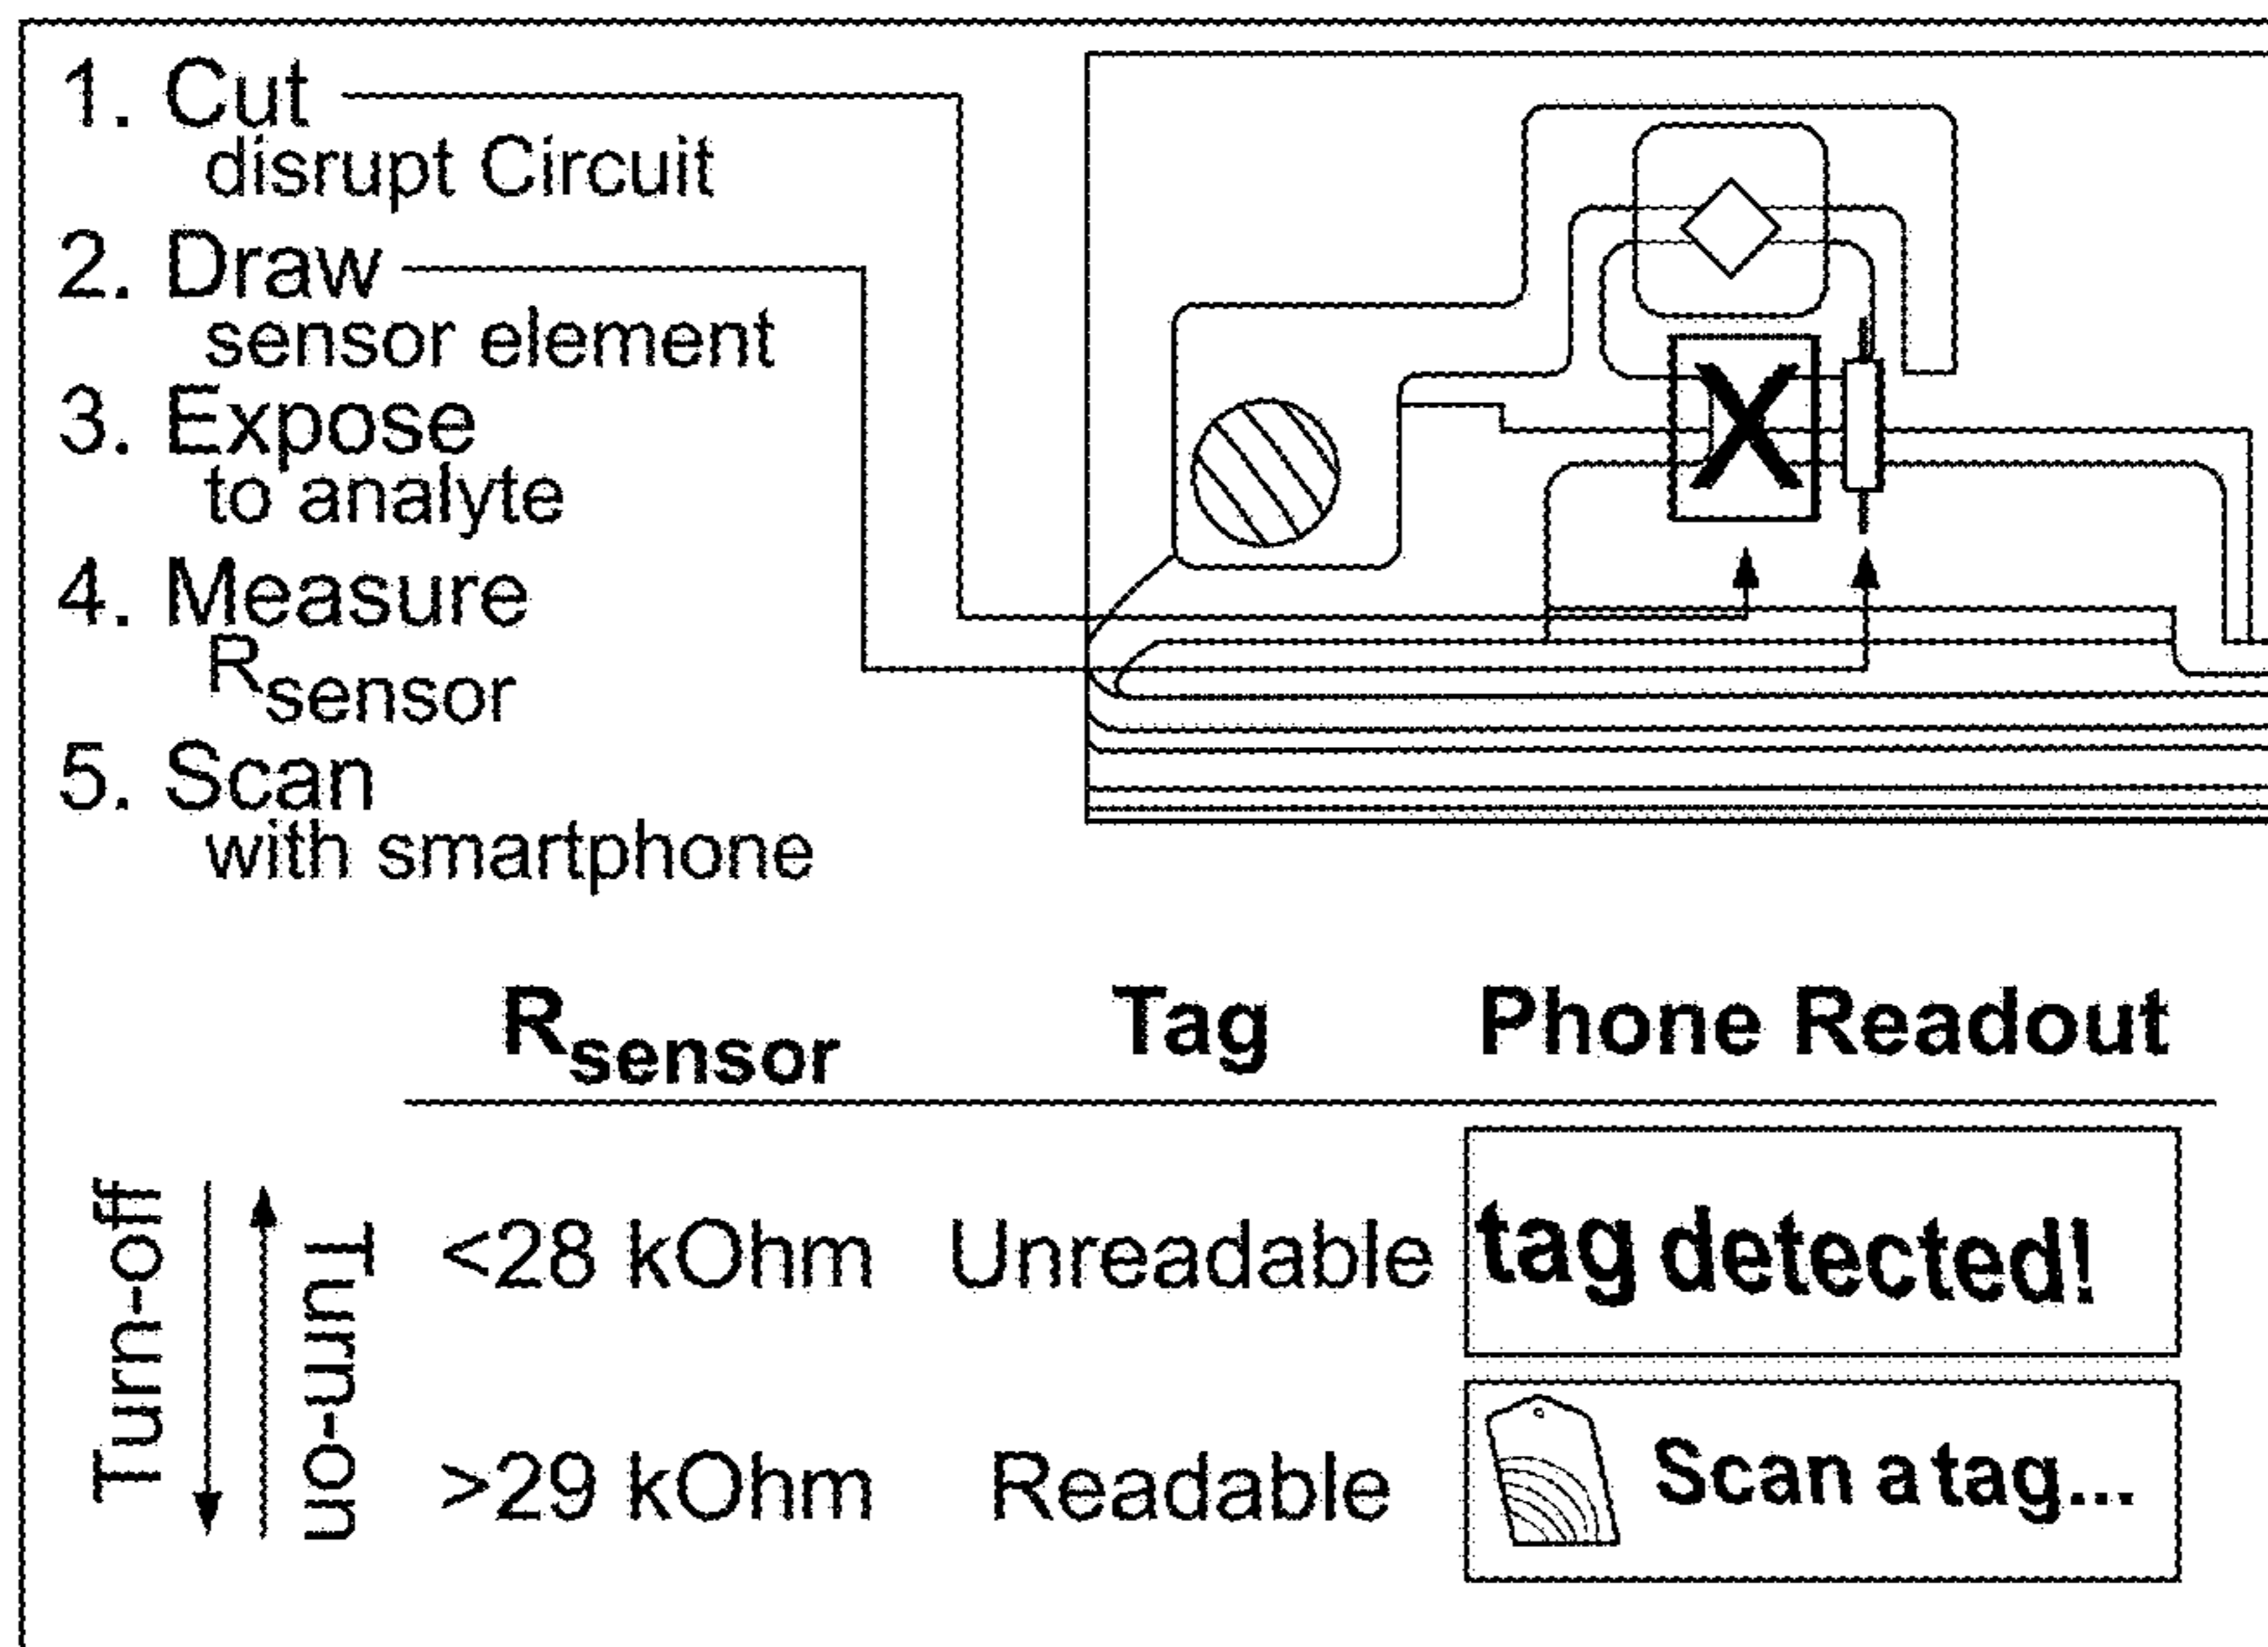 1. Cut
disrupt Circuit
2. Draw
sensor element
3. Expose
to analyte
4. Measure
Rsensor
5. Scan
with smartphone
X
Rsensor Tag Phone Readout
Turn-off
Turn-on
<28 kOhm Unreadable tag detected!
>29 kOhm Readable Scan a tag...